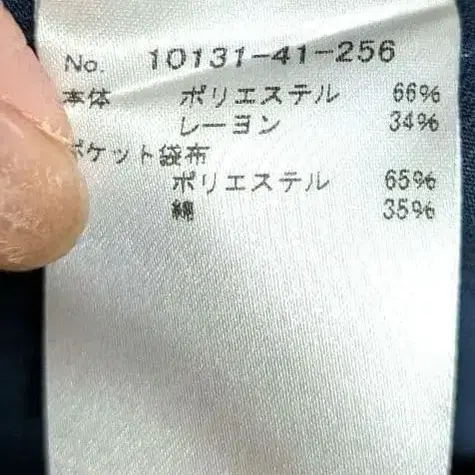 No. 10131-41-256
本体 ポリエステル 66%
レーヨン 34%
ポケット袋布
ポリエステル 65%
綿 35%